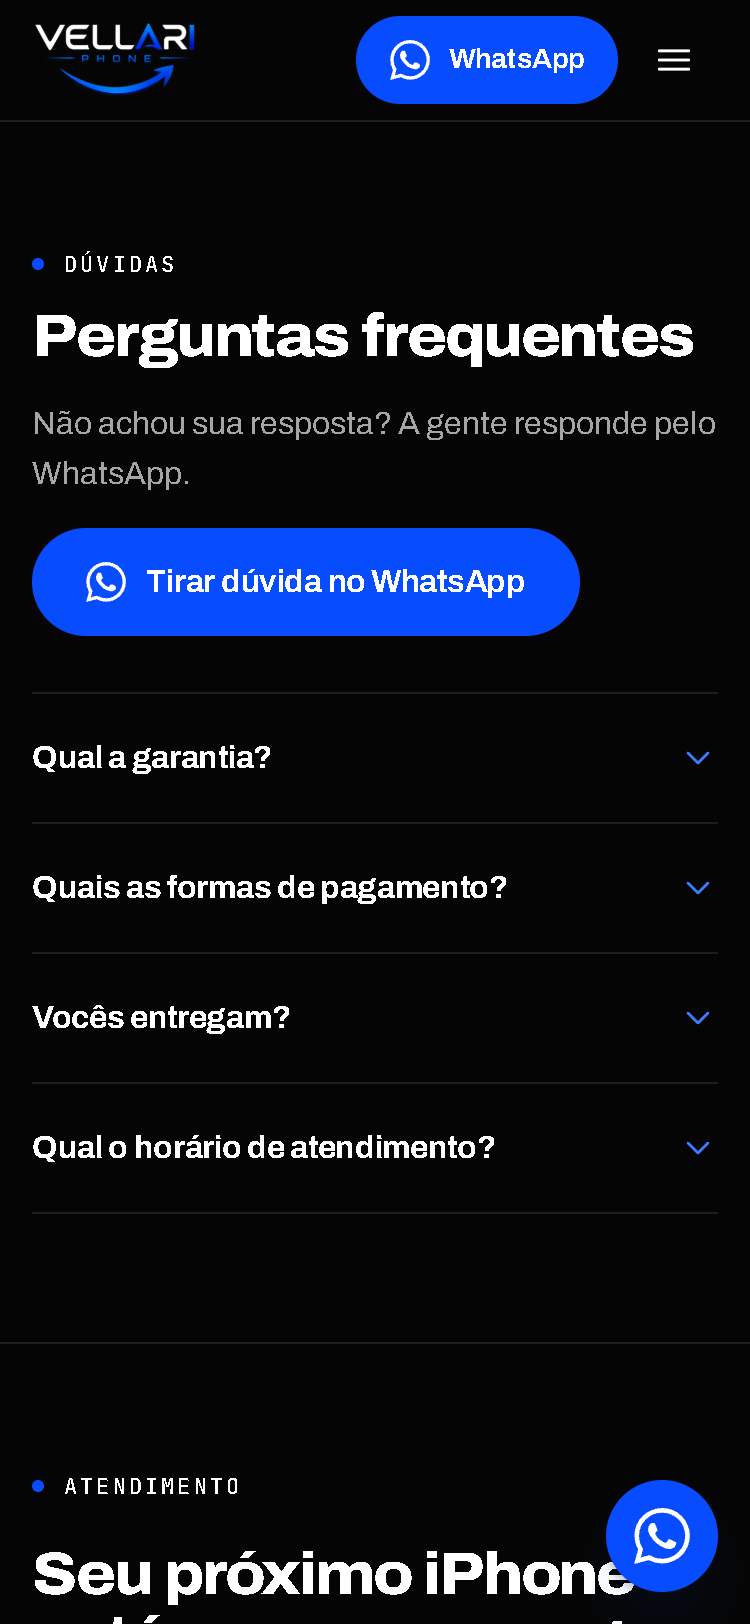 VELLARI
PHONE
WhatsApp
DÚVIDAS
Perguntas frequentes
Não achou sua resposta? A gente responde pelo
WhatsApp.
Tirar dúvida no WhatsApp
Qual a garantia?
Quais as formas de pagamento?
Vocês entregam?
Qual o horário de atendimento?
ATENDIMENTO
Seu próximo iPhone